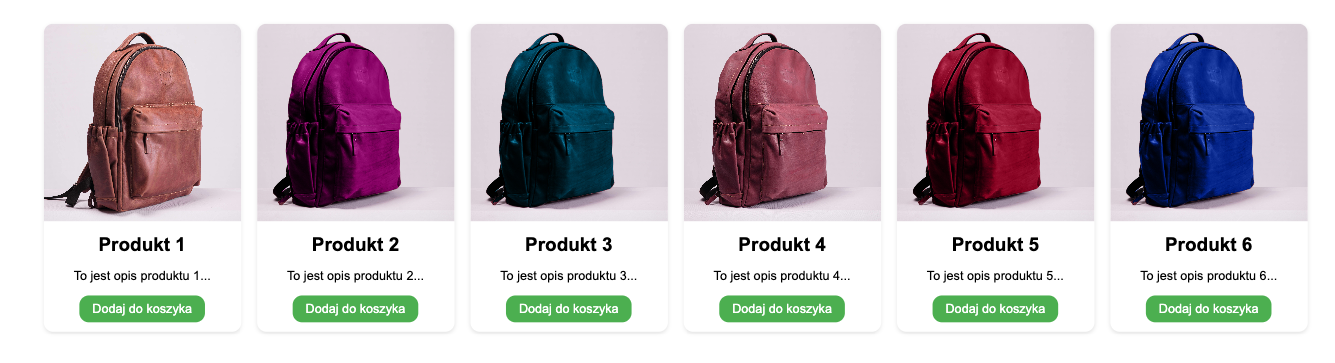 Produkt 1
To jest opis produktu 1...
Dodaj do koszyka
Produkt 2
To jest opis produktu 2...
Dodaj do koszyka
Produkt 3
To jest opis produktu 3...
Dodaj do koszyka
Produkt 4
To jest opis produktu 4...
Dodaj do koszyka
Produkt 5
To jest opis produktu 5...
Dodaj do koszyka
Produkt 6
To jest opis produktu 6...
Dodaj do koszyka